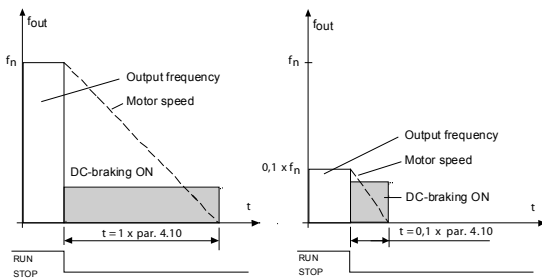 fout
fn
Output frequency
Motor speed
DC-braking ON
t
t = 1 x par. 4.10
RUN
STOP
fout
fn
Output frequency
Motor speed
0,1 x fn
DC-braking ON
t
t = 0,1 x par. 4.10
RUN
STOP